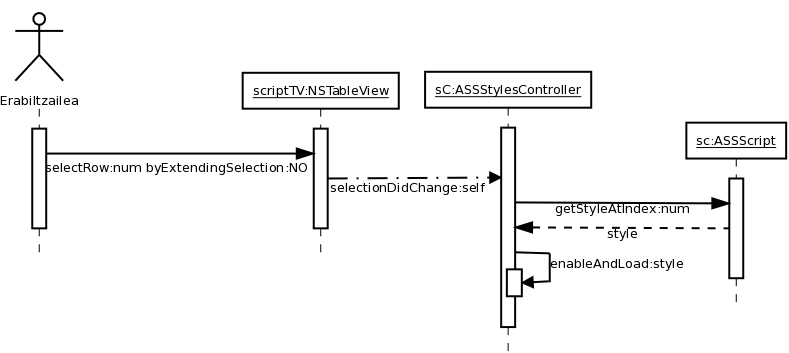 Erabiltzailea
scriptTV:NSTableView
sC:ASSStylesController
sc:ASSScript
selectRow:num byExtendingSelection:NO
selectionDidChange:self
getStyleAtIndex:num
style
enableAndLoad:style